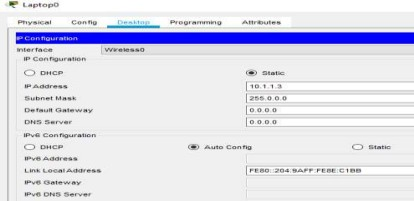 Laptop0
Physical Config Desktop Programming Attributes
IP Configuration
Interface Wireless0
IP Configuration
DHCP Static
IP Address 10.1.1.3
Subnet Mask 255.0.0.0
Default Gateway 0.0.0.0
DNS Server 0.0.0.0
IPv6 Configuration
DHCP Auto Config Static
IPv6 Address
Link Local Address FE80::204:9AFF:FE8E:C1BB
IPv6 Gateway
IPv6 DNS Server